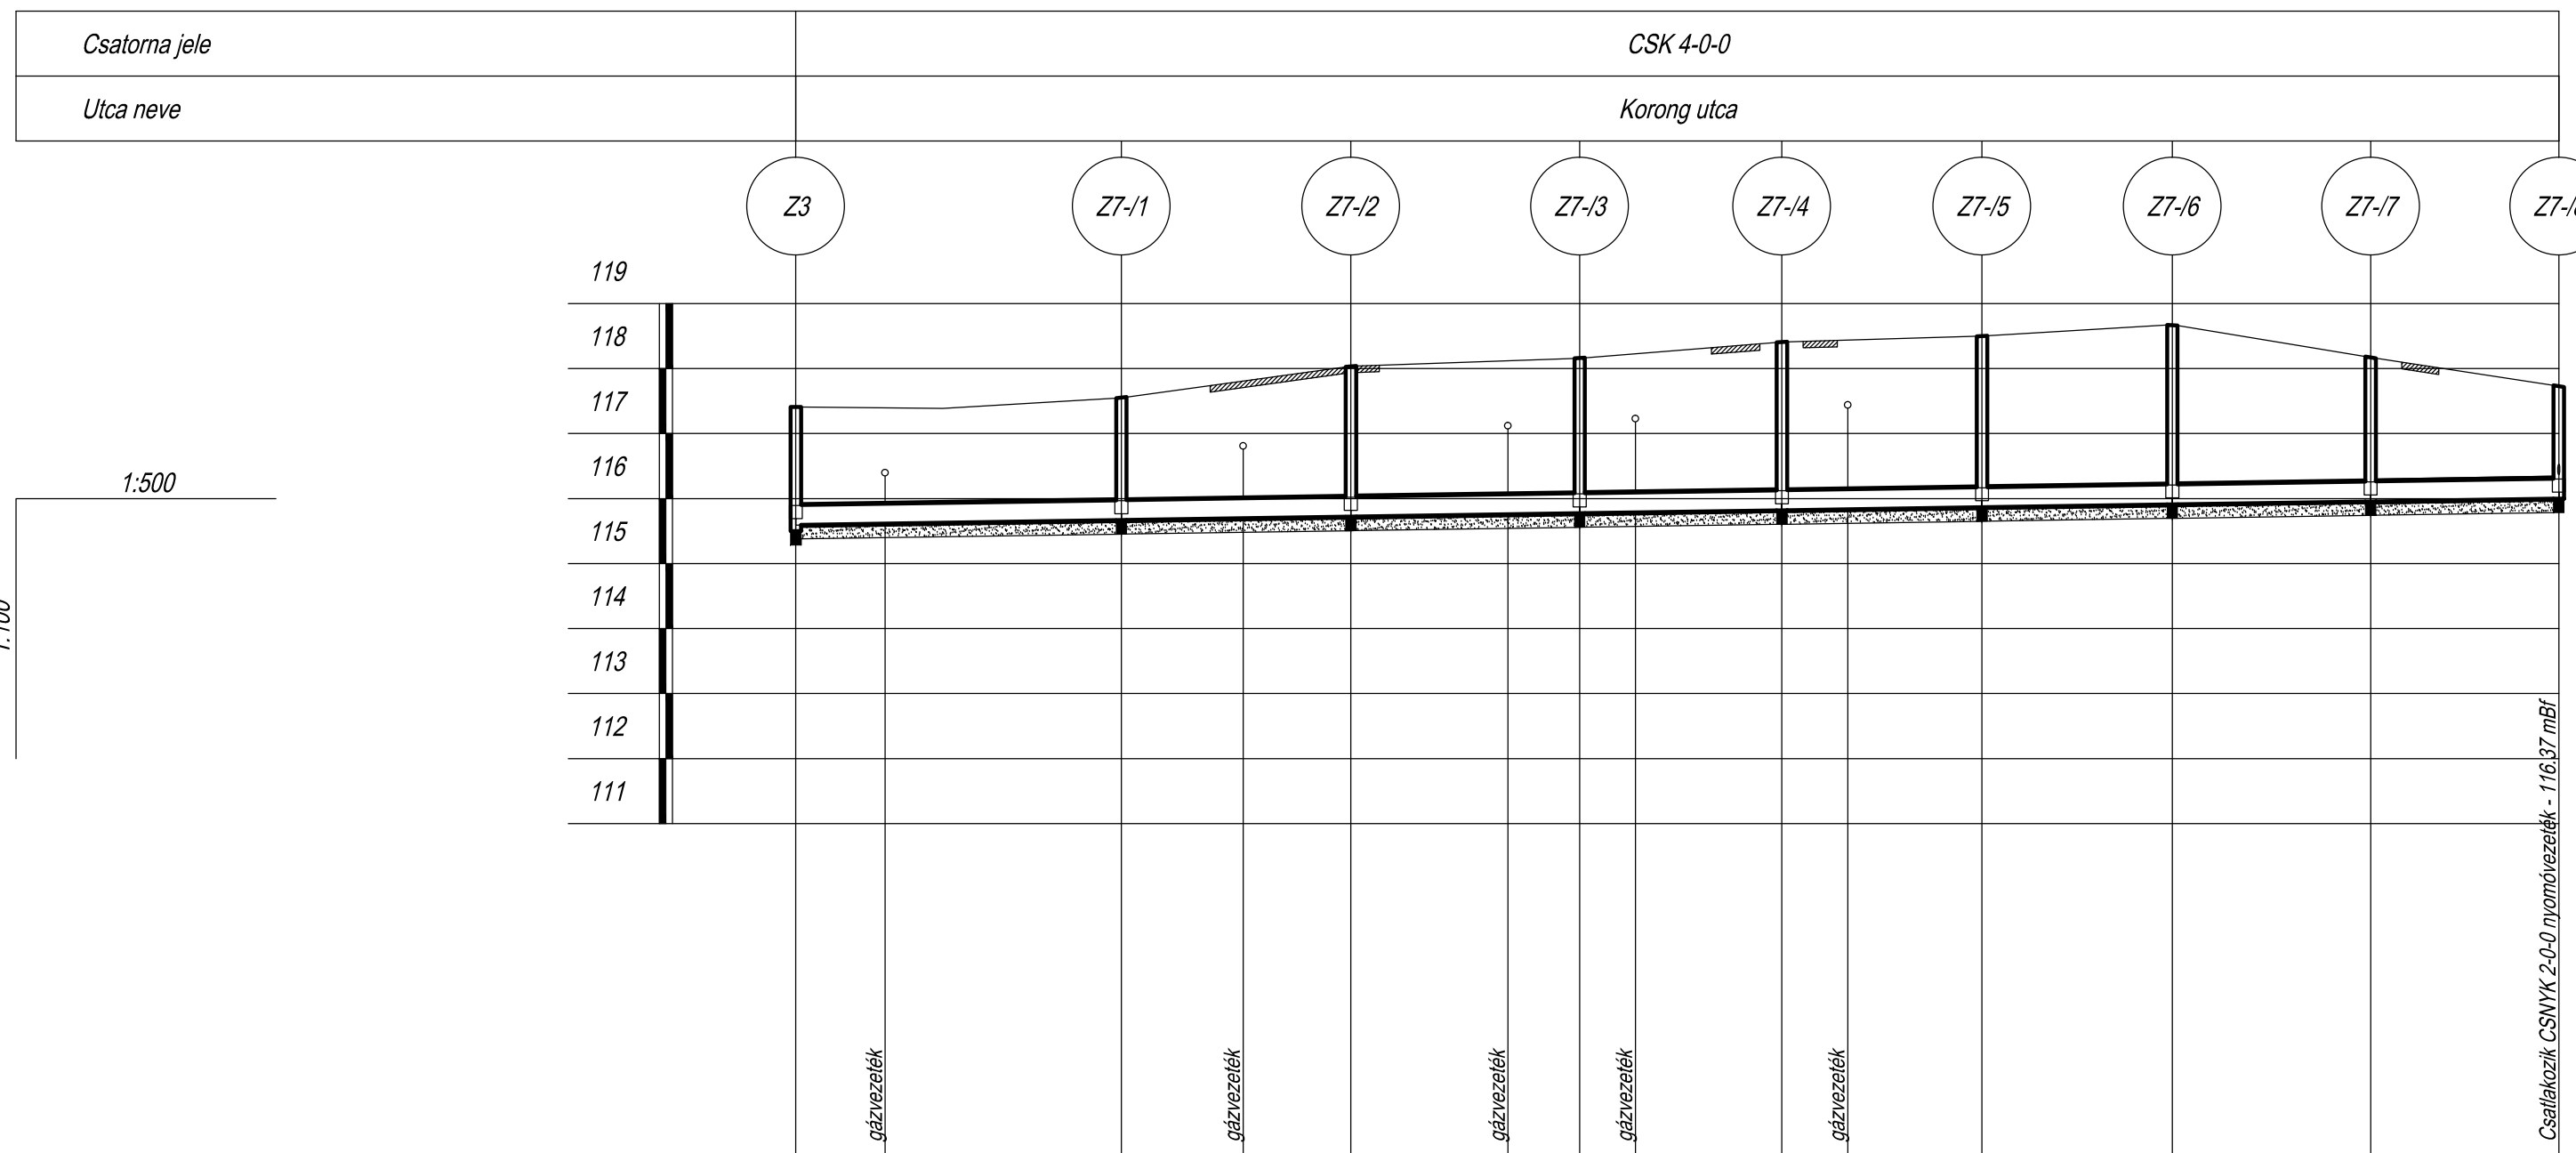 Csatorna jele
CSK 4-0-0
Utca neve
Korong utca
Z3
Z7-/1
Z7-/2
Z7-/3
Z7-/4
Z7-/5
Z7-/6
Z7-/7
119
118
117
116
115
114
113
112
111
1:500
1:100
gázvezeték
gázvezeték
gázvezeték
gázvezeték
gázvezeték
Csatlakozik CSNYK 2-0-0 nyomóvezeték - 116.37 mBf